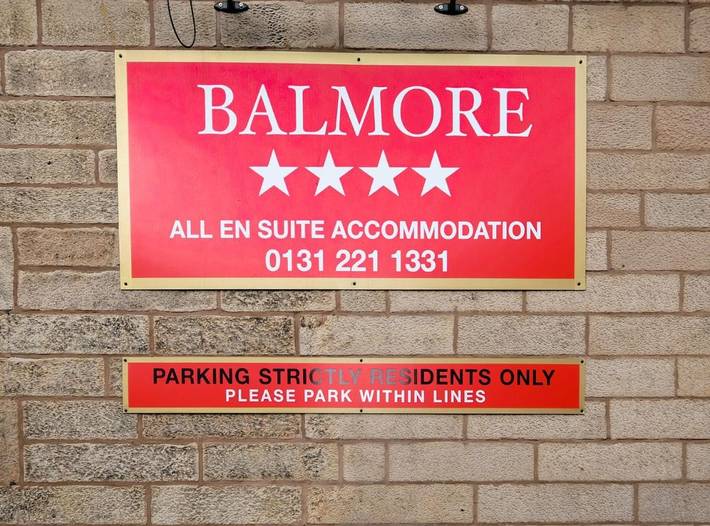 BALMORE
ALL EN SUITE ACCOMMODATION
0131 221 1331
PARKING STRICTLY RESIDENTS ONLY
PLEASE PARK WITHIN LINES